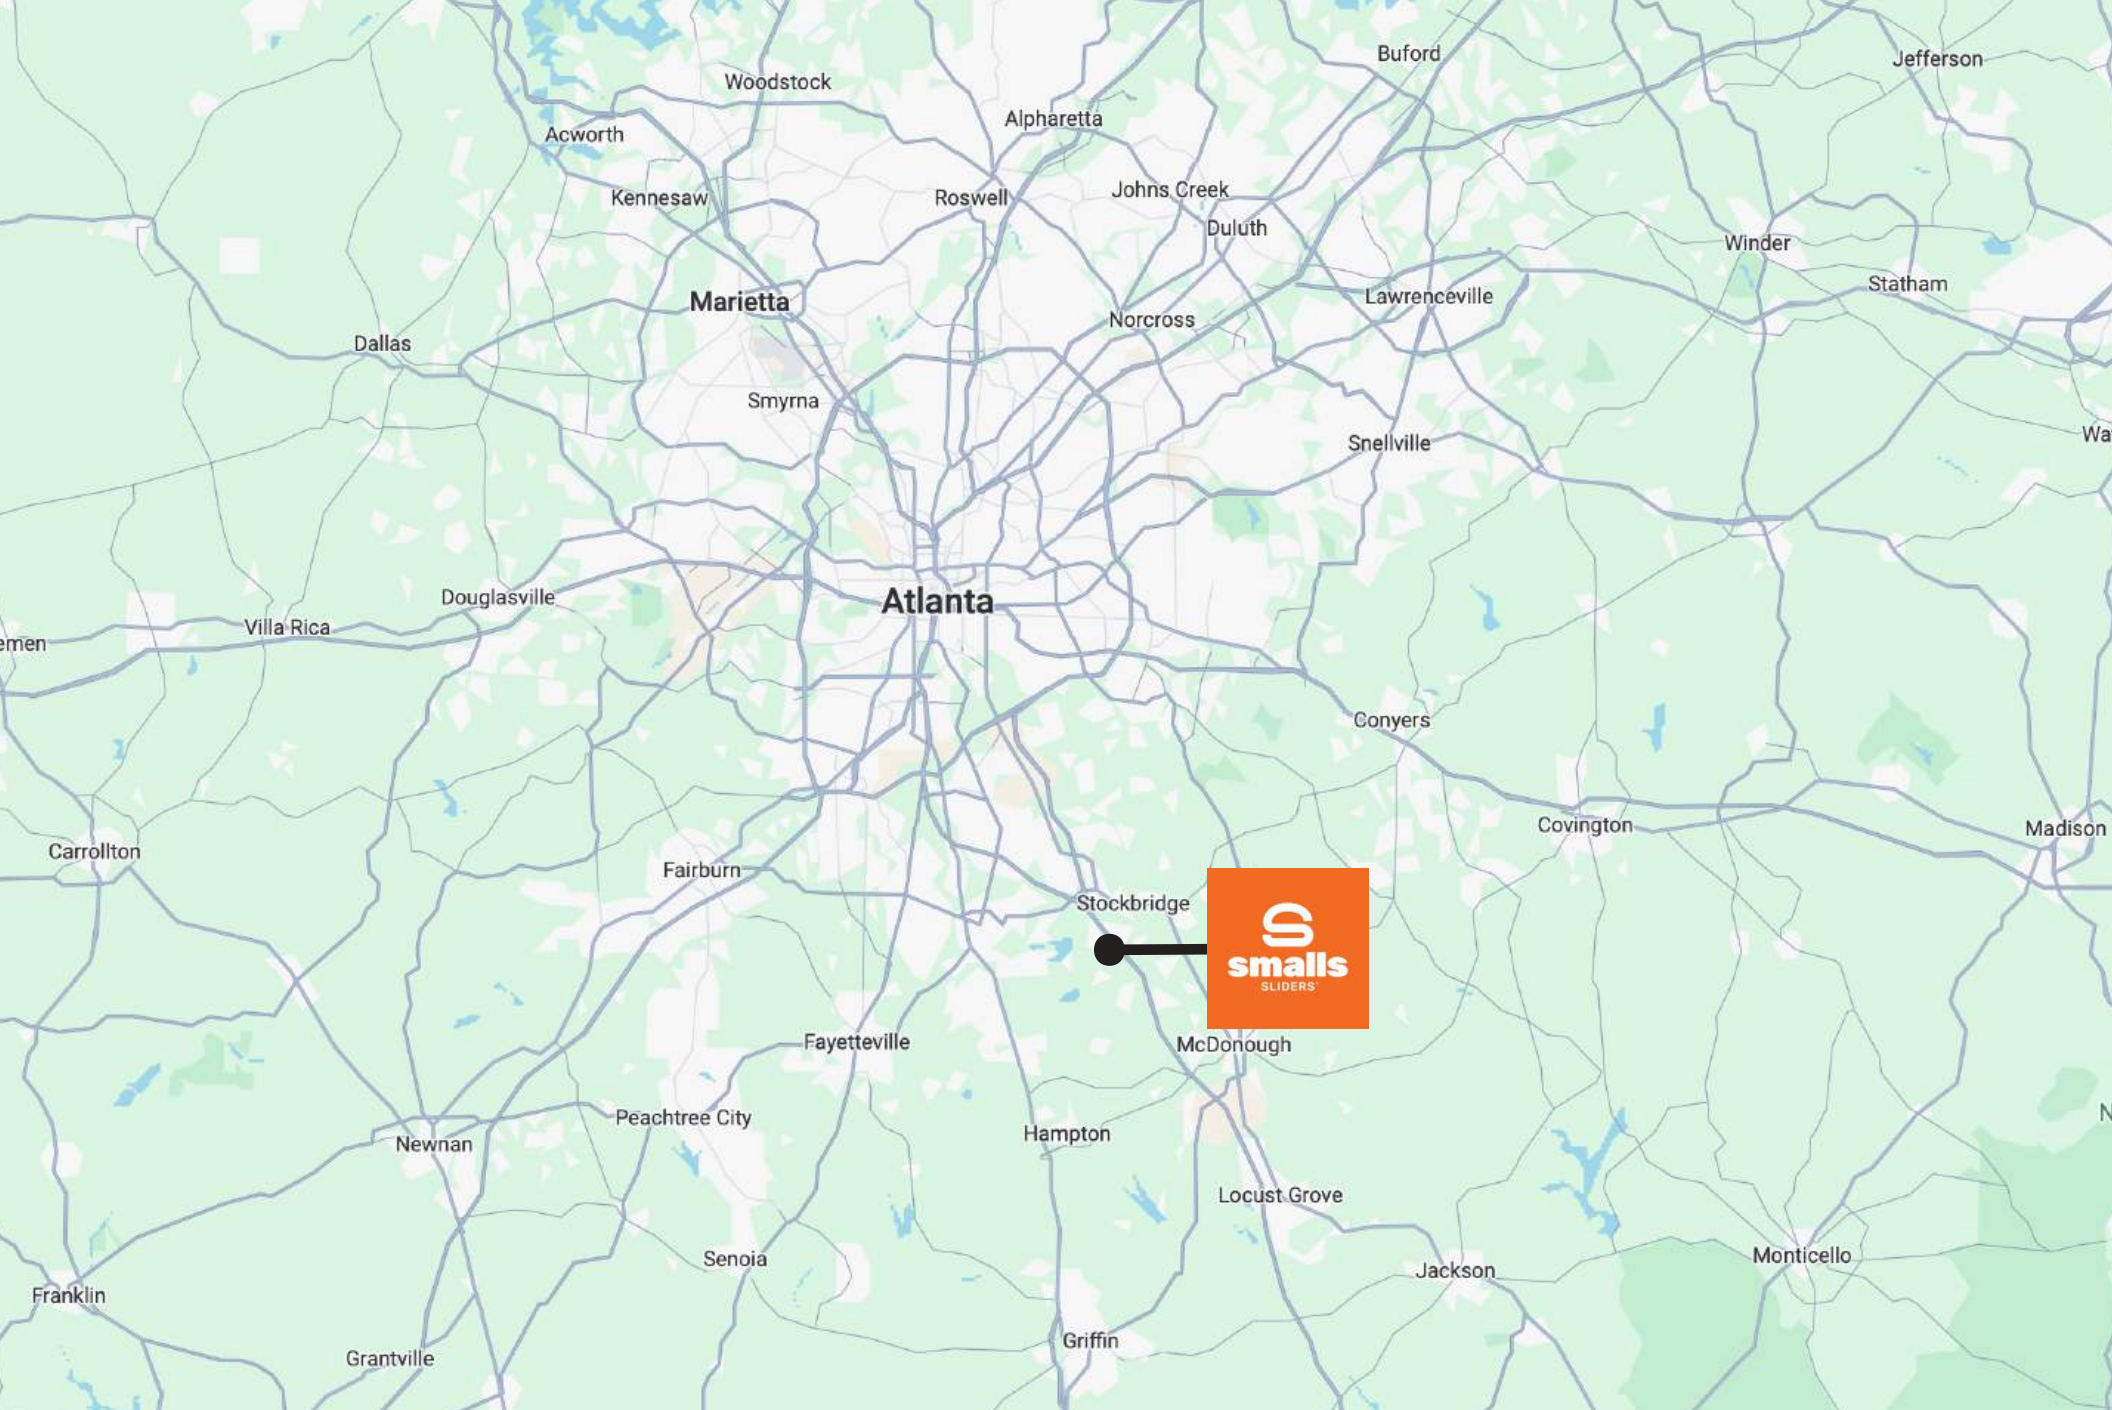 Buford
Jefferson
Woodstock
Alpharetta
Acworth
Kennesaw
Roswell
Johns Creek
Duluth
Winder
Statham
Marietta
Lawrenceville
Norcross
Dallas
Smyrna
Snellville
Wa
Atlanta
Douglasville
Villa Rica
emen
Conyers
Covington
Madison
Carrollton
Fairburn
Stockbridge
S
smalls
SLIDERS
Fayetteville
McDonough
Peachtree City
Hampton
N
Newnan
Locust Grove
Senoia
Monticello
Jackson
Franklin
Griffin
Grantville